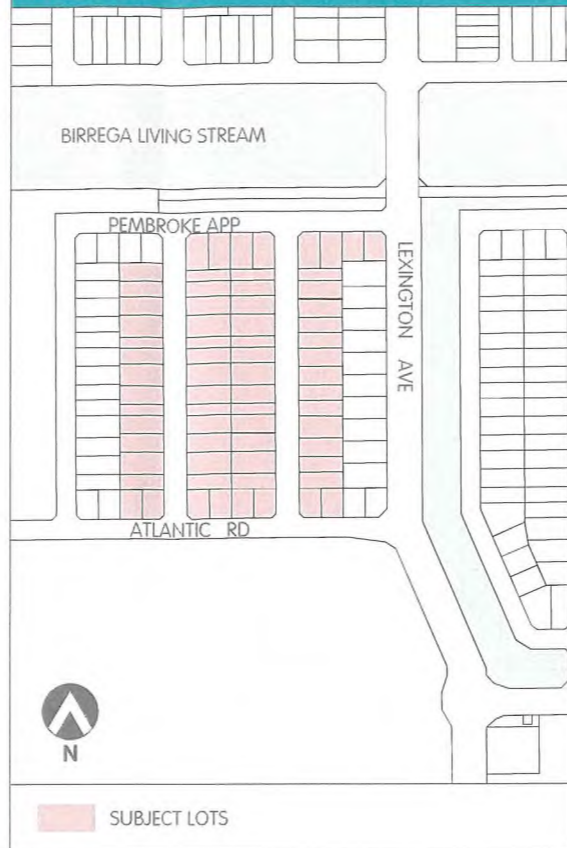 BIRREGA LIVING STREAM
PEMBROKE APP
LEXINGTON AVE
ATLANTIC RD
N
SUBJECT LOTS